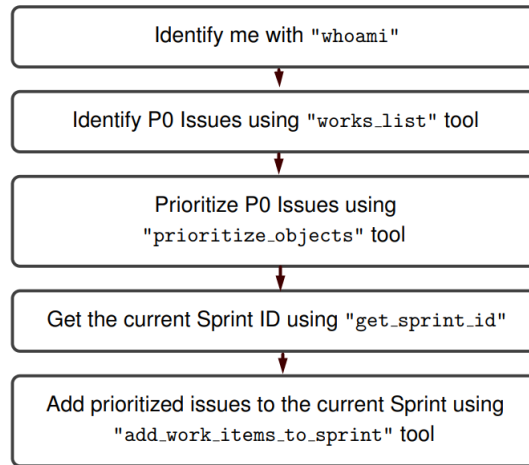 Identify me with "whoami"
Identify P0 Issues using "works_list" tool
Prioritize P0 Issues using
"prioritize_objects" tool
Get the current Sprint ID using "get_sprint_id"
Add prioritized issues to the current Sprint using
"add_work_items_to_sprint" tool